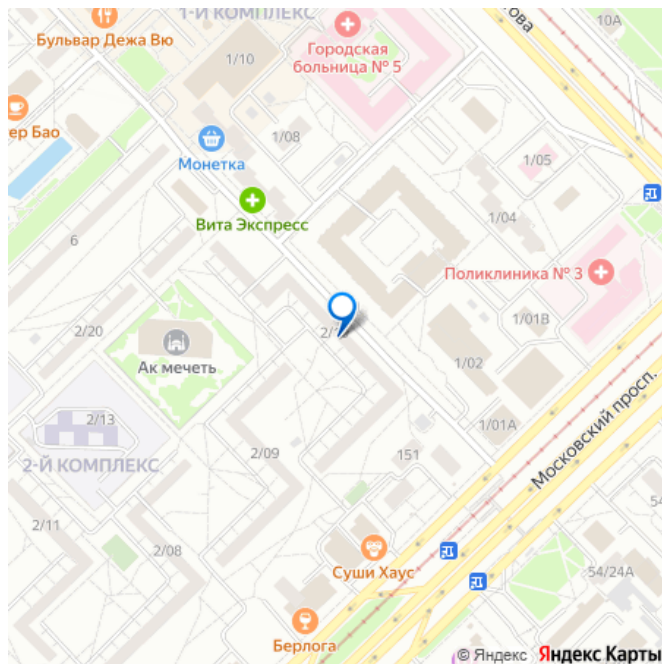 1-Й КОМПЛЕКС
ова
10А
Бульвар Дежа Вю
Городская
больница № 5
1/10
ер Бао
1/08
Монетка
1/05
Вита Экспресс
1/04
6
Поликлиника № 3
2/20
1/01В
Ак мечеть
1/02
2/13
1/01А
Московский просп.
2-Й КОМПЛЕКС
2/09
151
2/11
2/08
Суши Хаус
54/24А
Берлога
© Яндекс Яндекс Карты